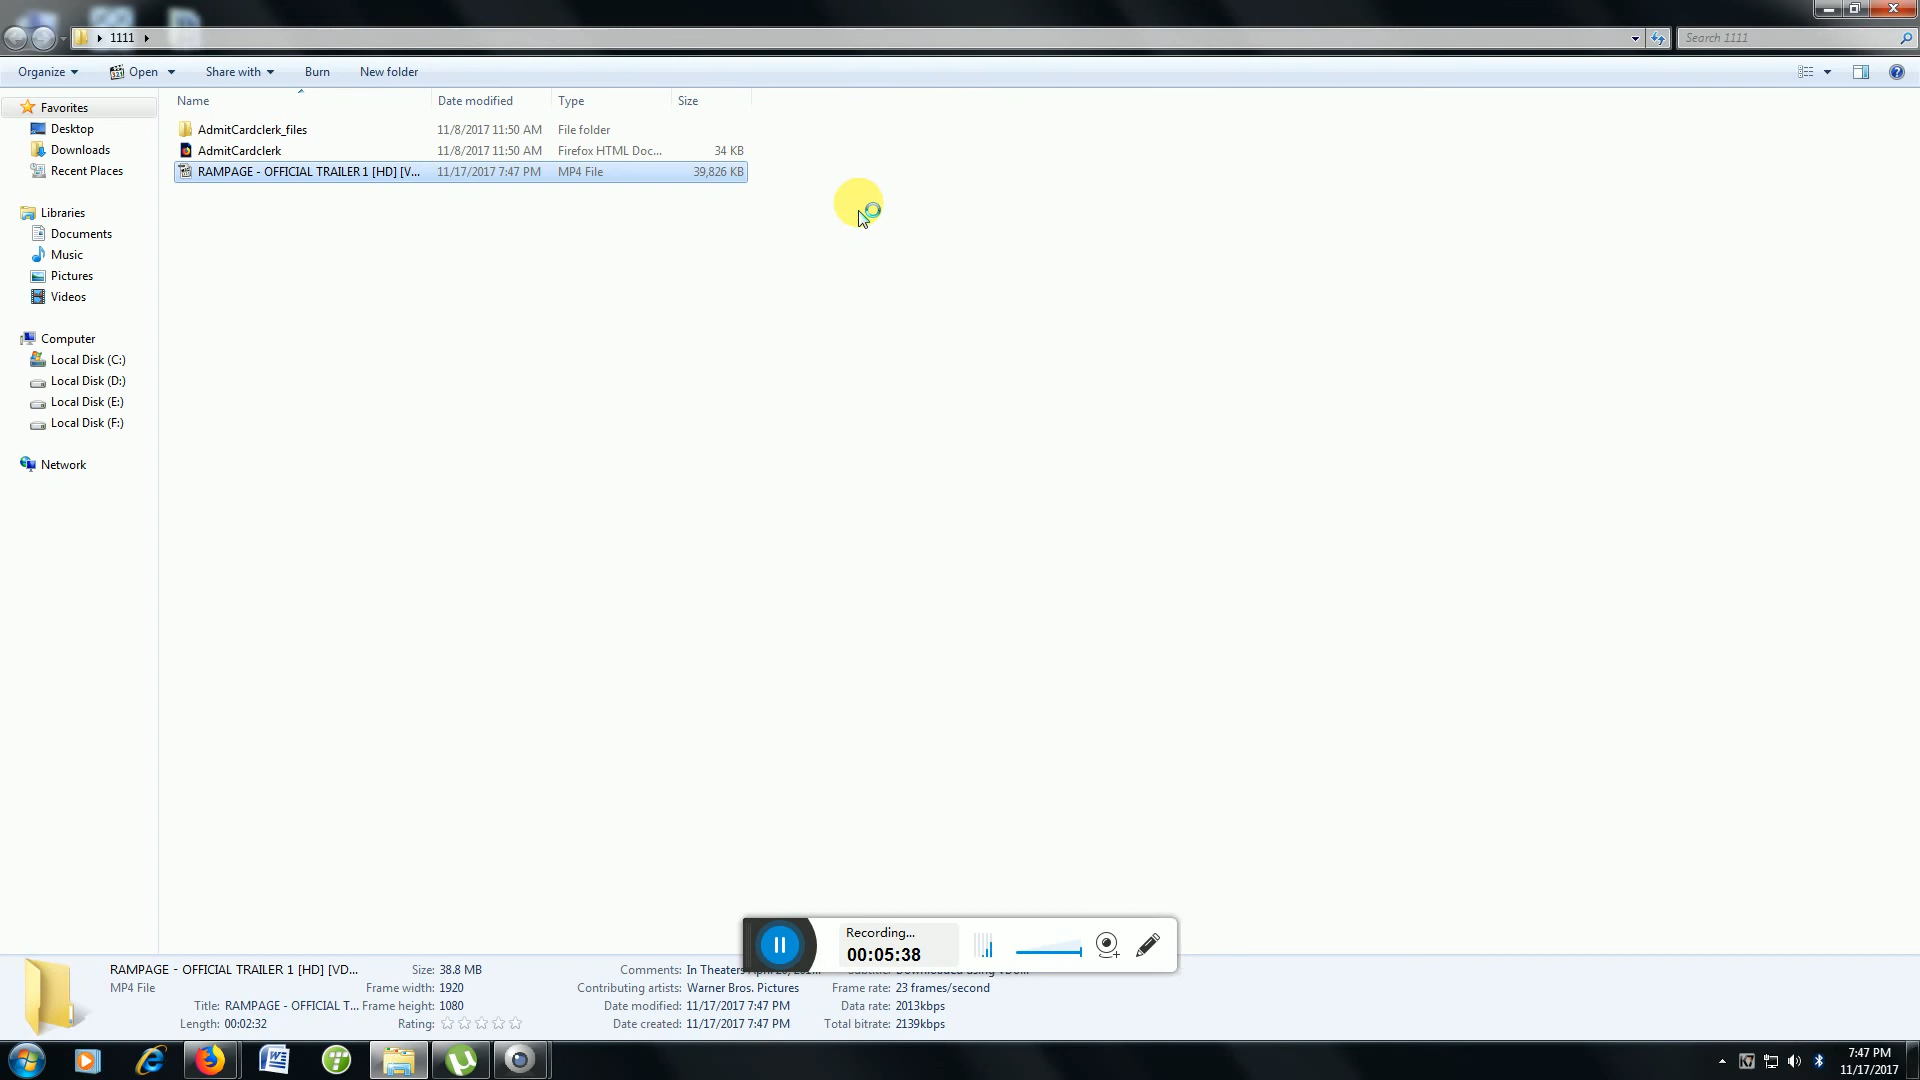 1111
Search 1111
Organize Open Share with Burn New folder
Favorites
Desktop
Downloads
Recent Places
Libraries
Documents
Music
Pictures
Videos
Computer
Local Disk (C:)
Local Disk (D:)
Local Disk (E:)
Local Disk (F:)
Network
Name Date modified Type Size
AdmitCardclerk_files 11/8/2017 11:50 AM File folder
AdmitCardclerk 11/8/2017 11:50 AM Firefox HTML Doc... 34 KB
RAMPAGE - OFFICIAL TRAILER 1 [HD] [V... 11/17/2017 7:47 PM MP4 File 39,826 KB
Recording...
00:05:38
RAMPAGE - OFFICIAL TRAILER 1 [HD] [VD... Size: 38.8 MB Comments: In Theaters
MP4 File Frame width: 1920 Contributing artists: Warner Bros. Pictures Frame rate: 23 frames/second
Title: RAMPAGE - OFFICIAL T... Frame height: 1080 Date modified: 11/17/2017 7:47 PM Data rate: 2013kbps
Length: 00:02:32 Rating: Date created: 11/17/2017 7:47 PM Total bitrate: 2139kbps
7:47 PM
11/17/2017